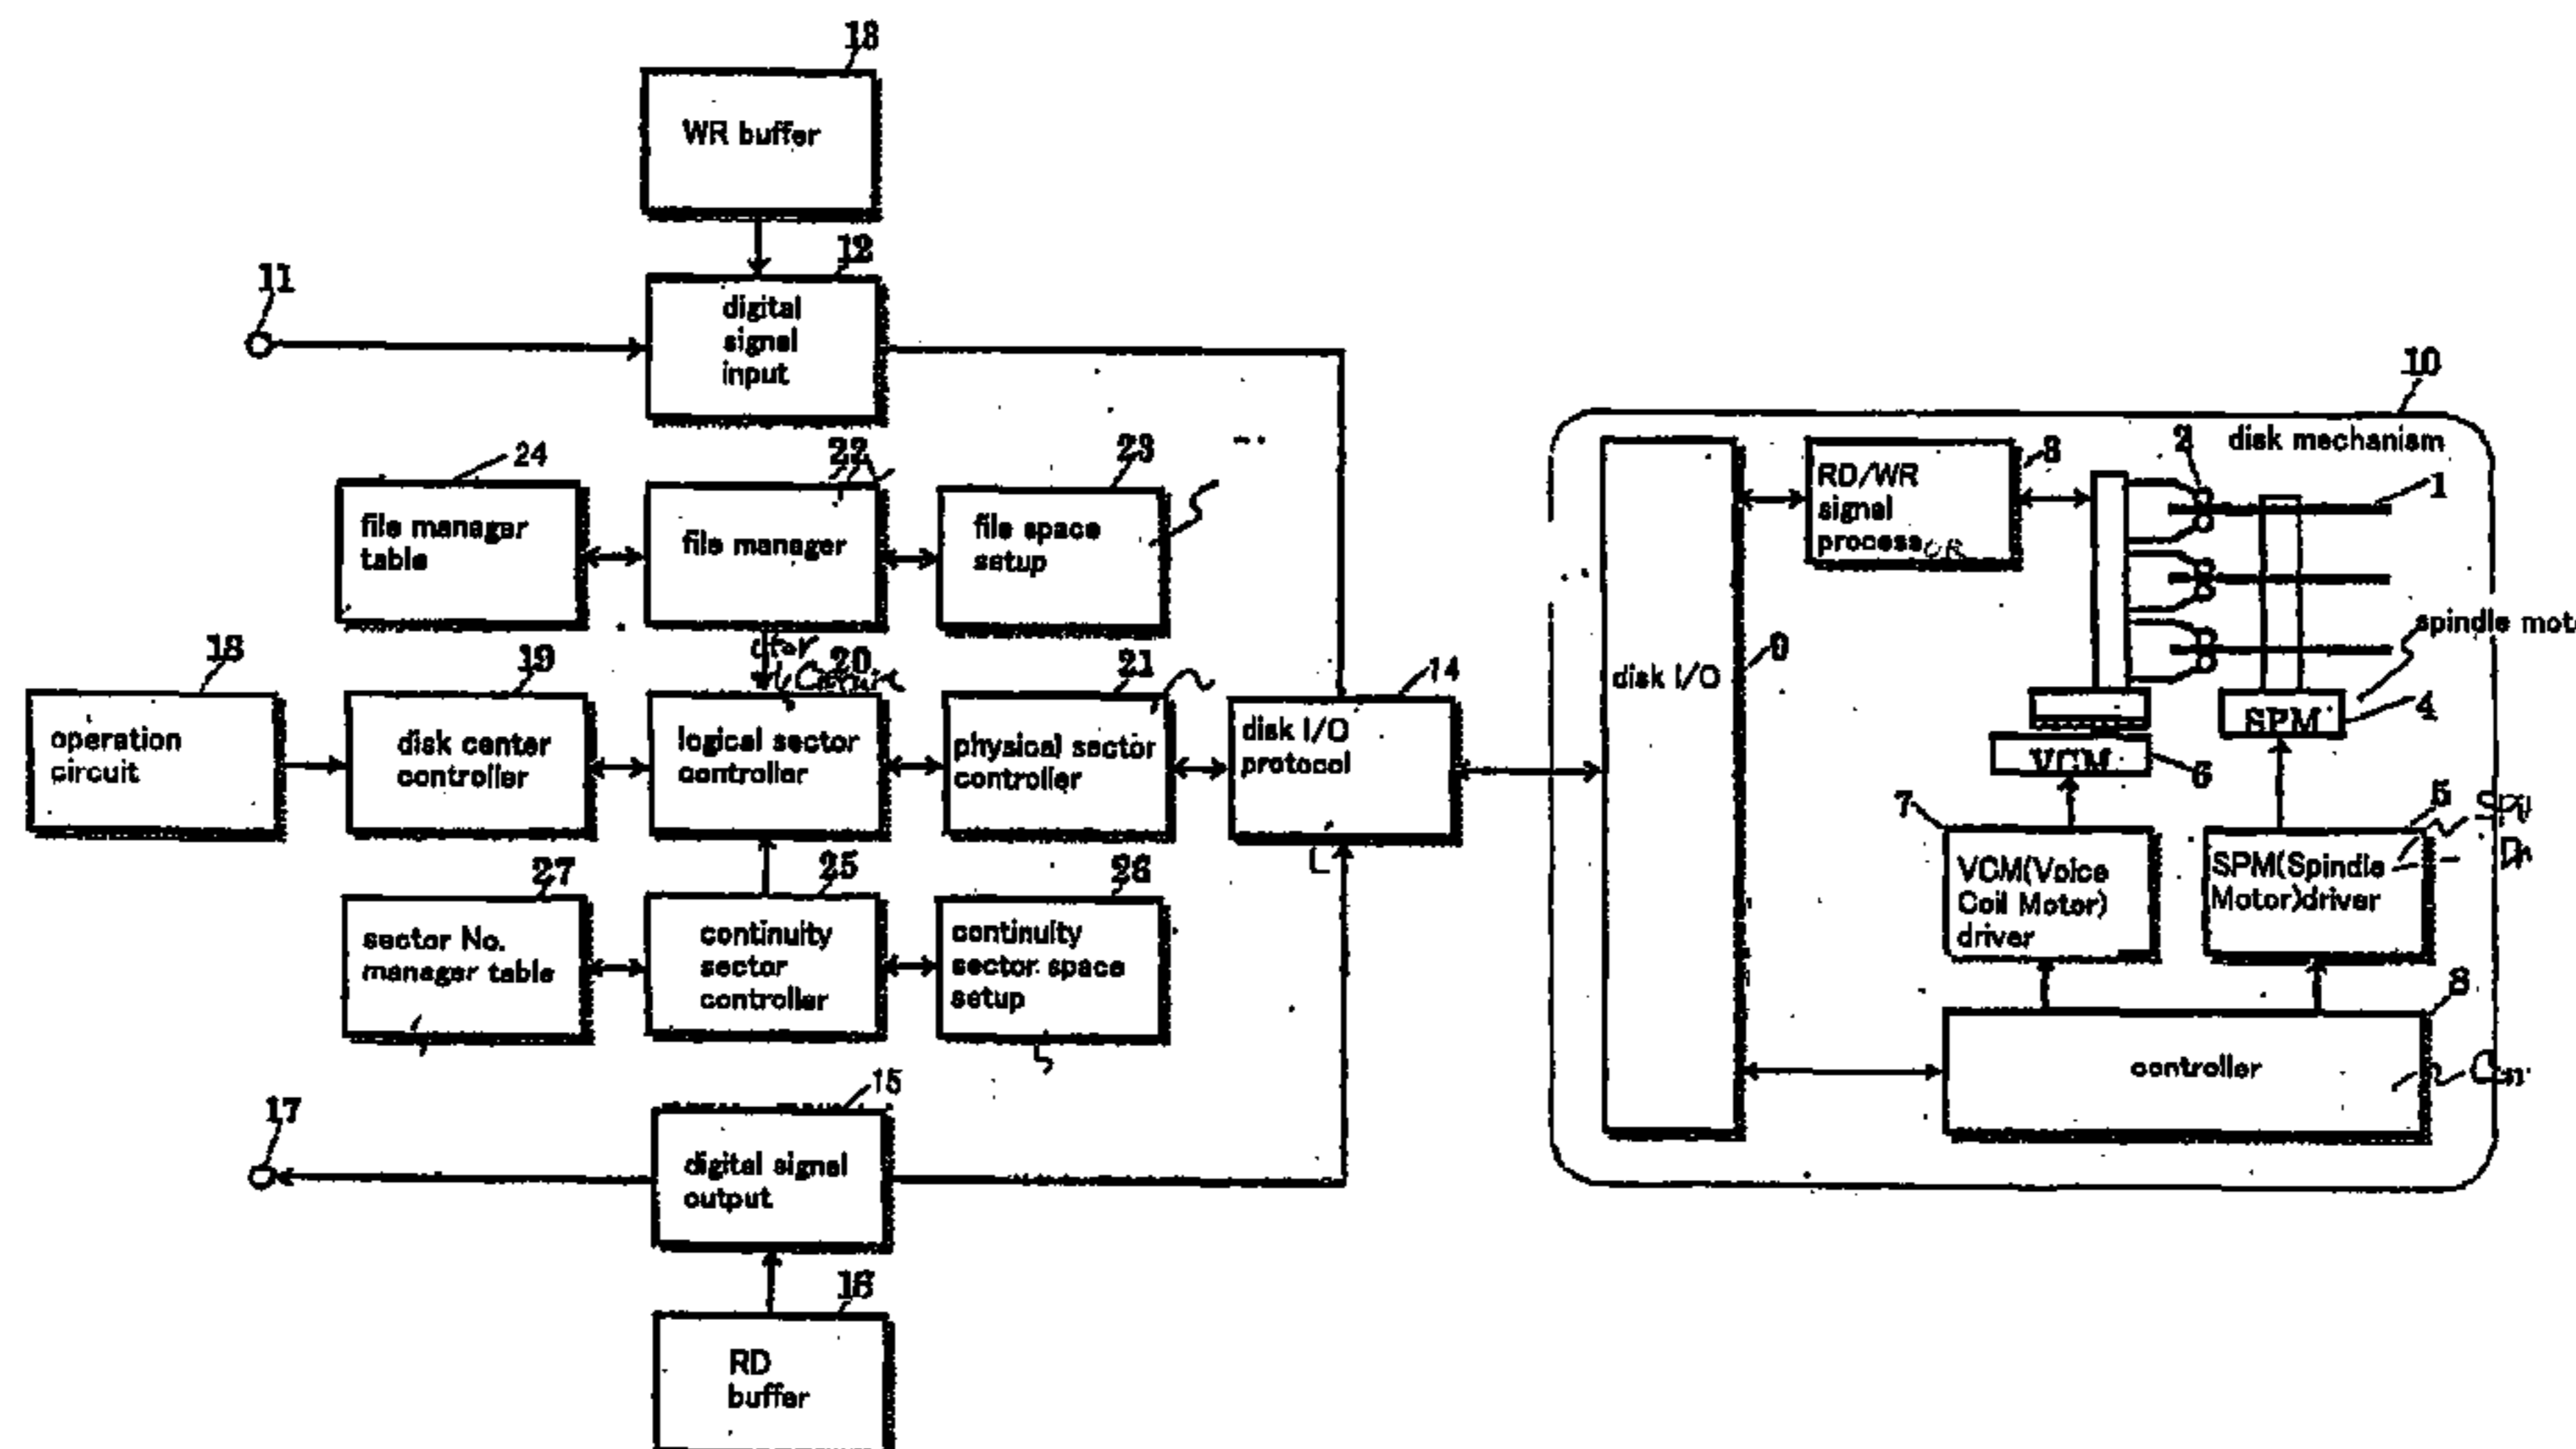 13
WR buffer
12
11
digital
signal
input
10
disk mechanism
2
3
1
RD/WR
signal
processOR
24
22
23
file manager
table
file manager
file space
setup
spindle
18
19
20
21
14
9
disk I/O
operation
circuit
disk center
controller
logical sector
controller
physical sector
controller
disk I/O
protocol
SPM
4
VCM
6
7
5
VCM(Voice
Coil Motor)
driver
SPM(Spindle
Motor)driver
27
25
26
sector No.
manager table
continuity
sector
controller
continuity
sector space
setup
8
controller
15
17
digital signal
output
16
RD
buffer